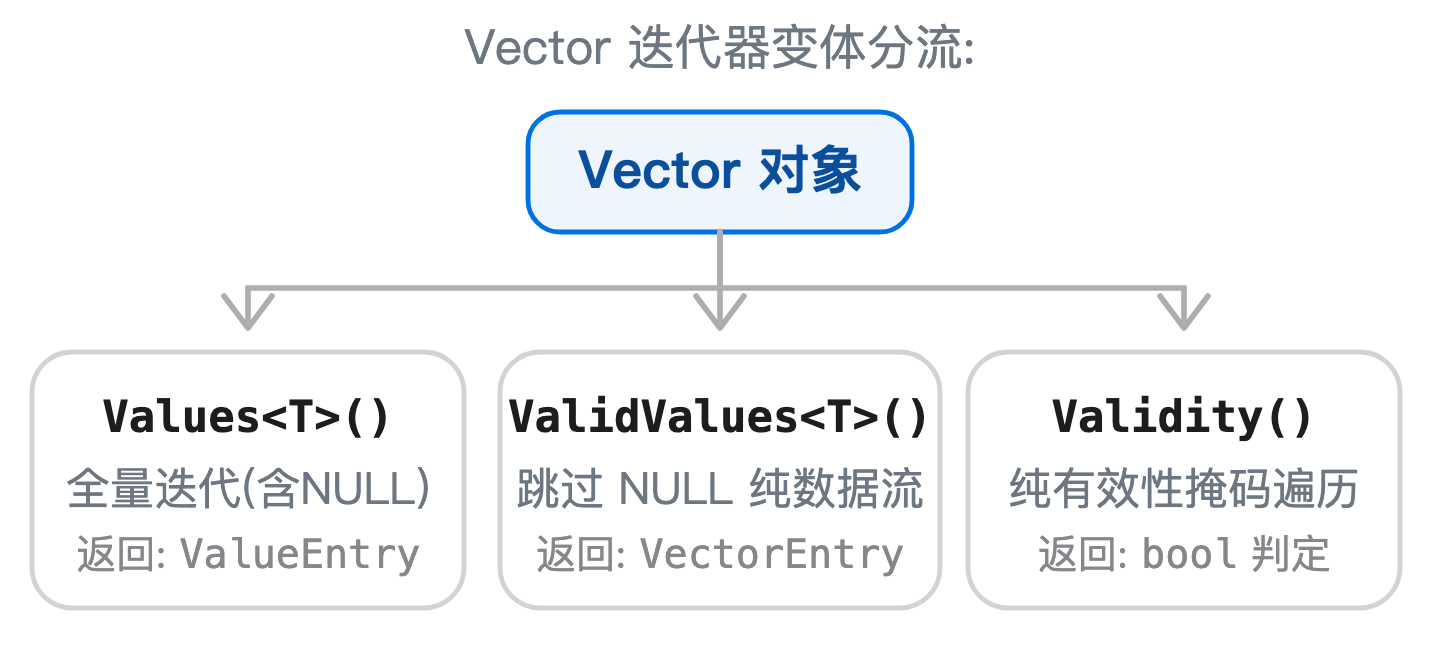 Vector 迭代器变体分流:
Vector 对象
Values<T>()
全量迭代(含NULL)
返回: ValueEntry
ValidValues<T>()
跳过 NULL 纯数据流
返回: VectorEntry
Validity()
纯有效性掩码遍历
返回: bool 判定